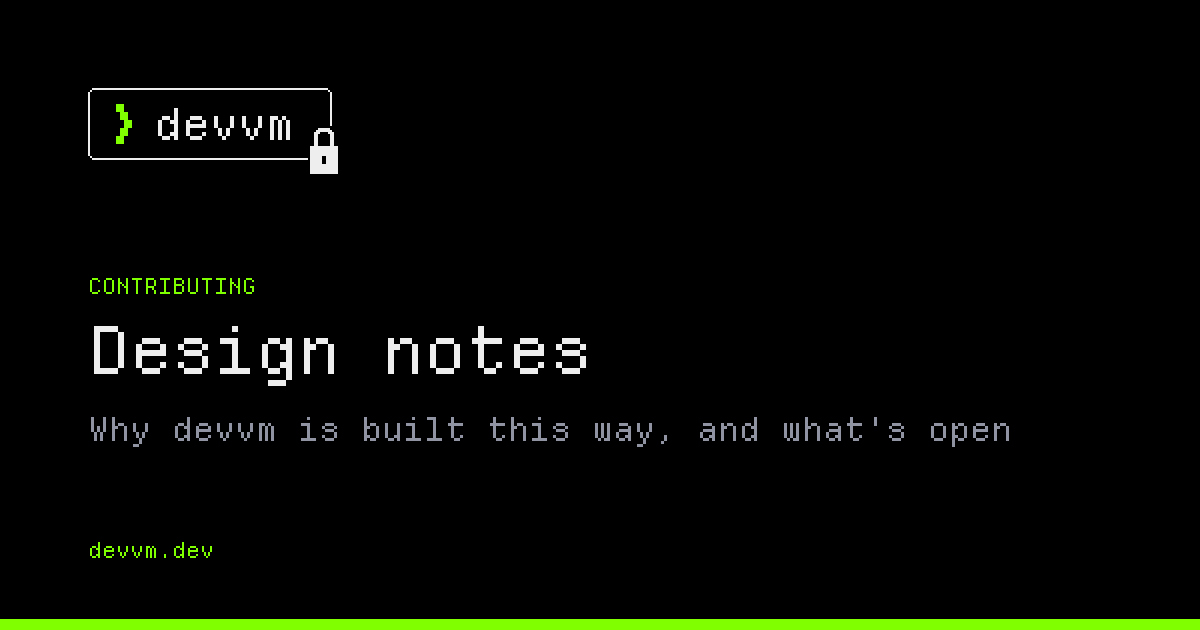 ❯ devvm
CONTRIBUTING
Design notes
Why devvm is built this way, and what's open
devvm.dev